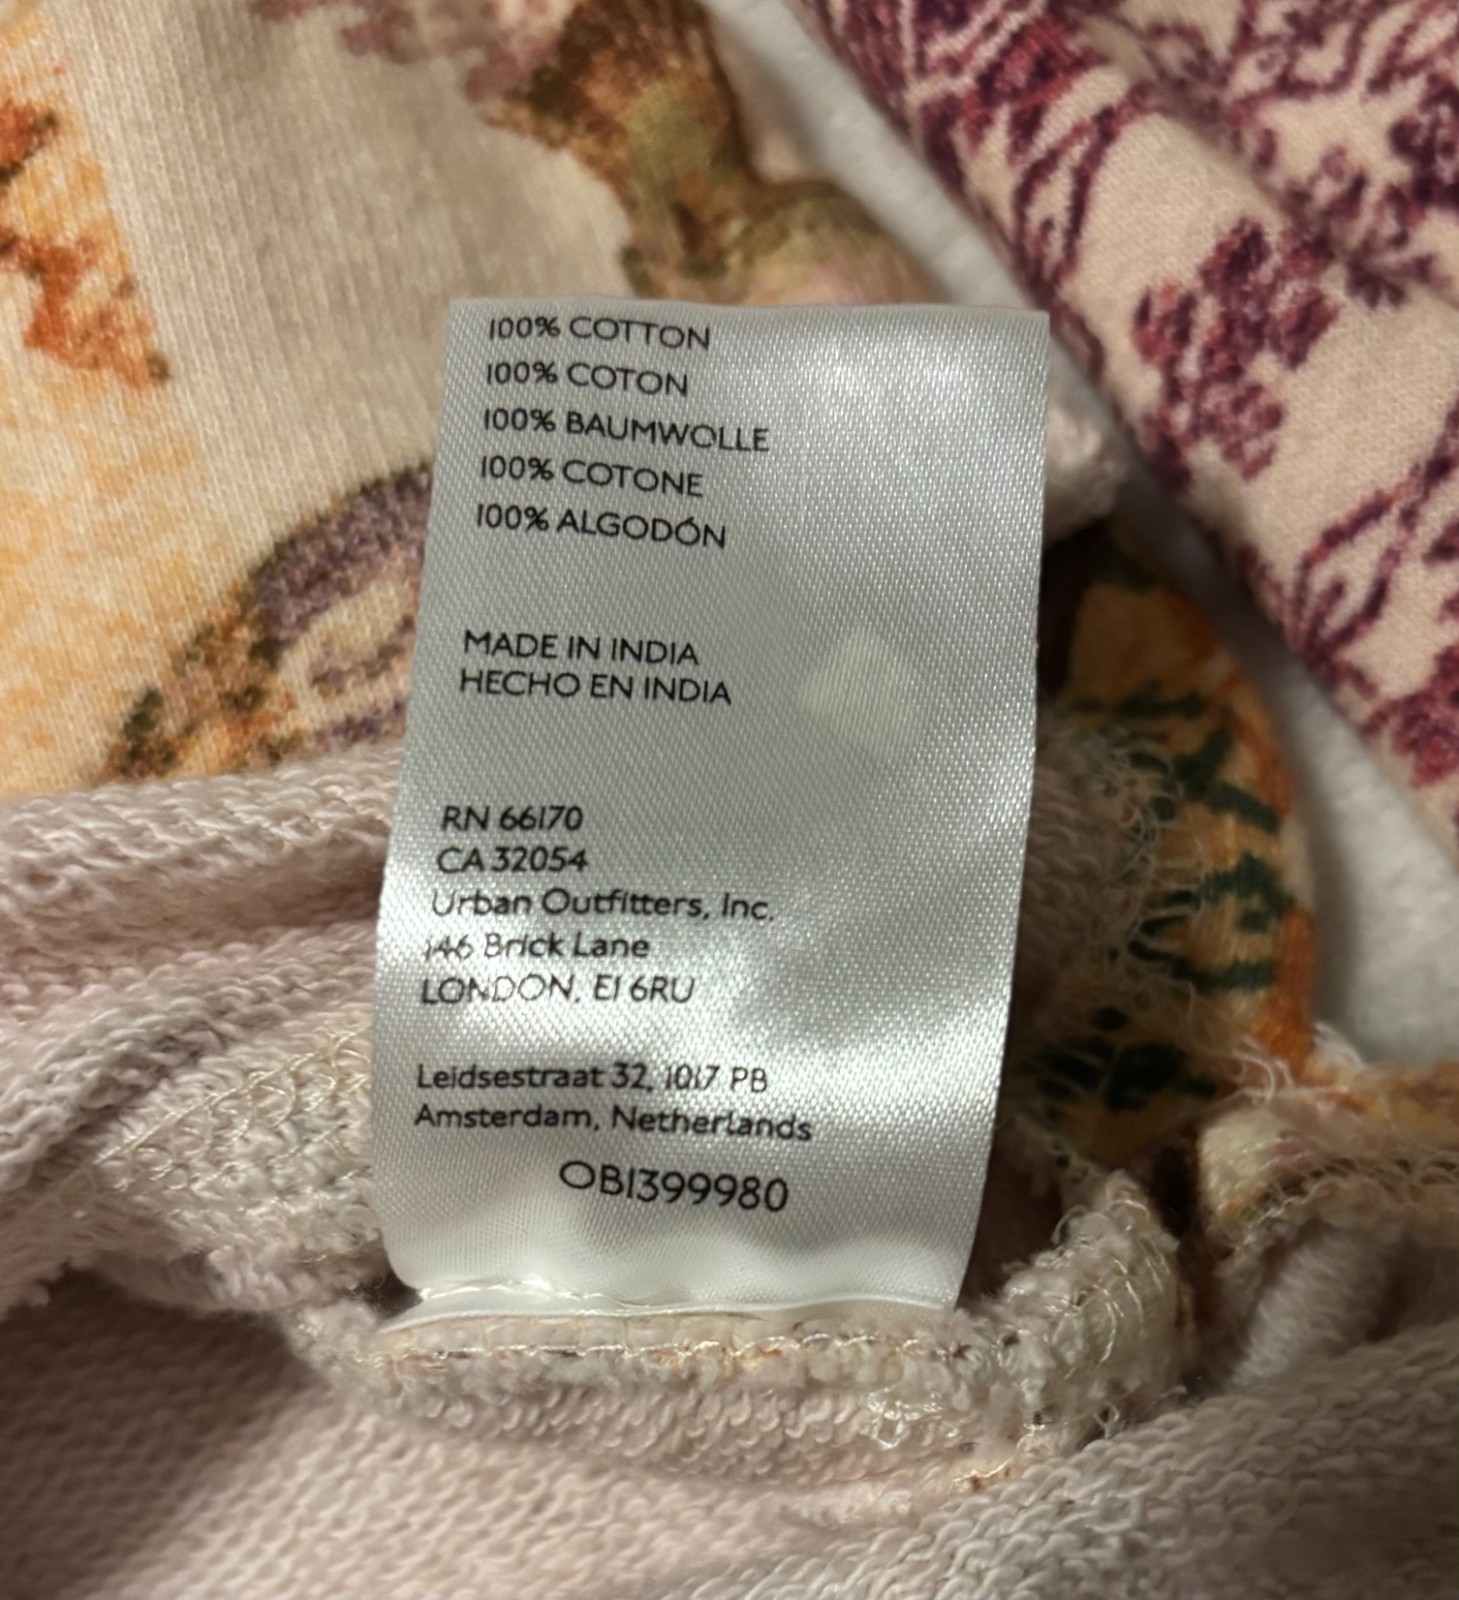 100% COTTON
100% COTON
100% BAUMWOLLE
100% COTONE
100% ALGODÓN
MADE IN INDIA
HECHO EN INDIA
RN 66170
CA 32054
Urban Outfitters, Inc.
146 Brick Lane
LONDON, E1 6RU
Leidsestraat 32, 1017 PB
Amsterdam, Netherlands
OB1399980